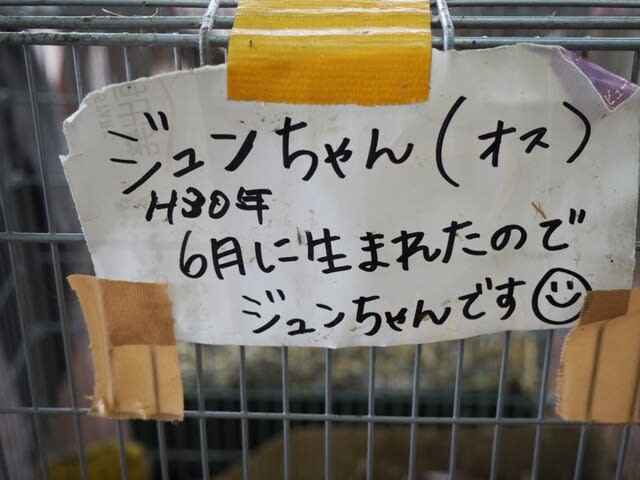 ジュンちゃん(オス)
H30年
6月に生まれたので
ジュンちゃんです